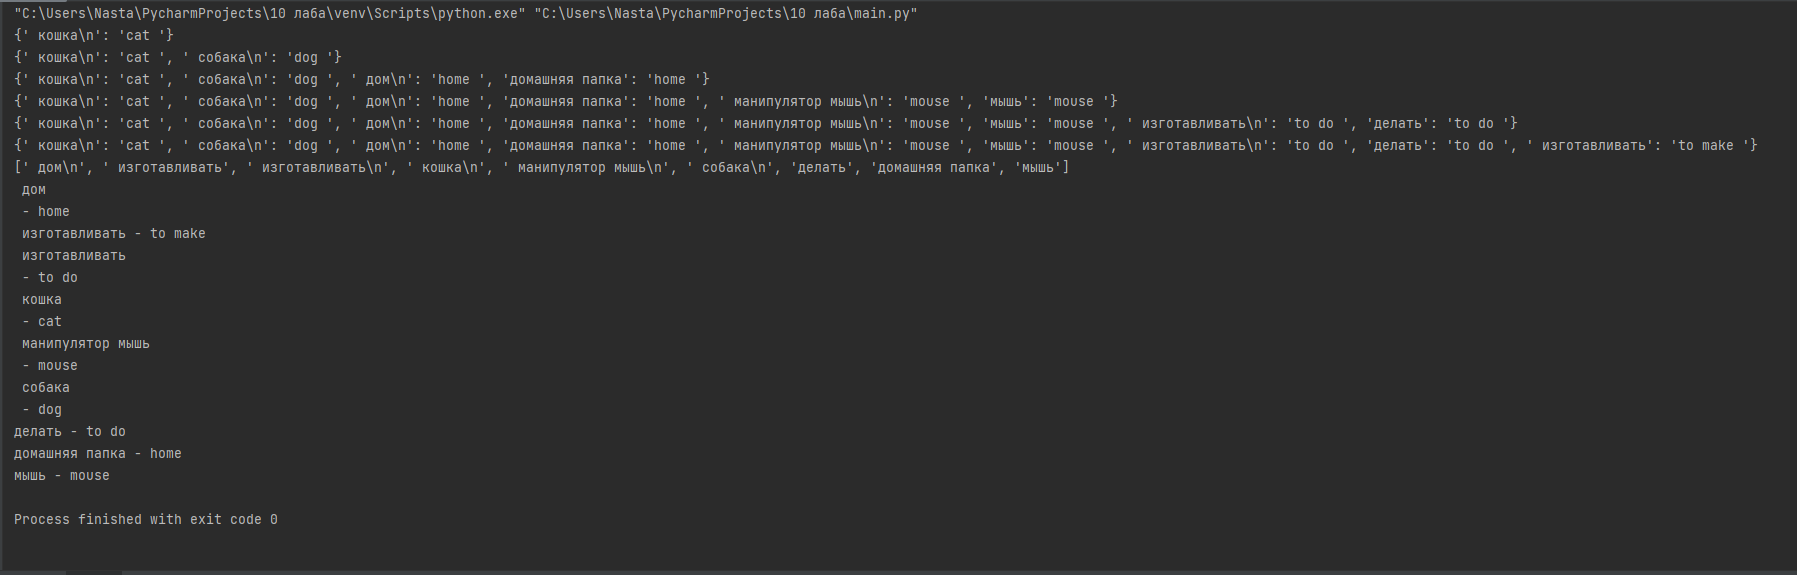 "C:\Users\Nasta\PycharmProjects\10 лаба\venv\Scripts\python.exe" "C:\Users\Nasta\PycharmProjects\10 лаба\main.py"
{' кошка\n': 'cat '}
{' кошка\n': 'cat ', ' собака\n': 'dog '}
{' кошка\n': 'cat ', ' собака\n': 'dog ', ' дом\n': 'home ', 'домашняя папка': 'home '}
{' кошка\n': 'cat ', ' собака\n': 'dog ', ' дом\n': 'home ', 'домашняя папка': 'home ', ' манипулятор мышь\n': 'mouse ', 'мышь': 'mouse '}
{' кошка\n': 'cat ', ' собака\n': 'dog ', ' дом\n': 'home ', 'домашняя папка': 'home ', ' манипулятор мышь\n': 'mouse ', 'мышь': 'mouse ', ' изготавливать\n': 'to do ', 'делать': 'to do '}
{' кошка\n': 'cat ', ' собака\n': 'dog ', ' дом\n': 'home ', 'домашняя папка': 'home ', ' манипулятор мышь\n': 'mouse ', 'мышь': 'mouse ', ' изготавливать\n': 'to do ', 'делать': 'to do ', ' изготавливать': 'to make '}
[' дом\n', ' изготавливать', ' изготавливать\n', ' кошка\n', ' манипулятор мышь\n', ' собака\n', 'делать', 'домашняя папка', 'мышь']
 дом
 - home
 изготавливать - to make
 изготавливать
 - to do
 кошка
 - cat
 манипулятор мышь
 - mouse
 собака
 - dog
делать - to do
домашняя папка - home
мышь - mouse
Process finished with exit code 0